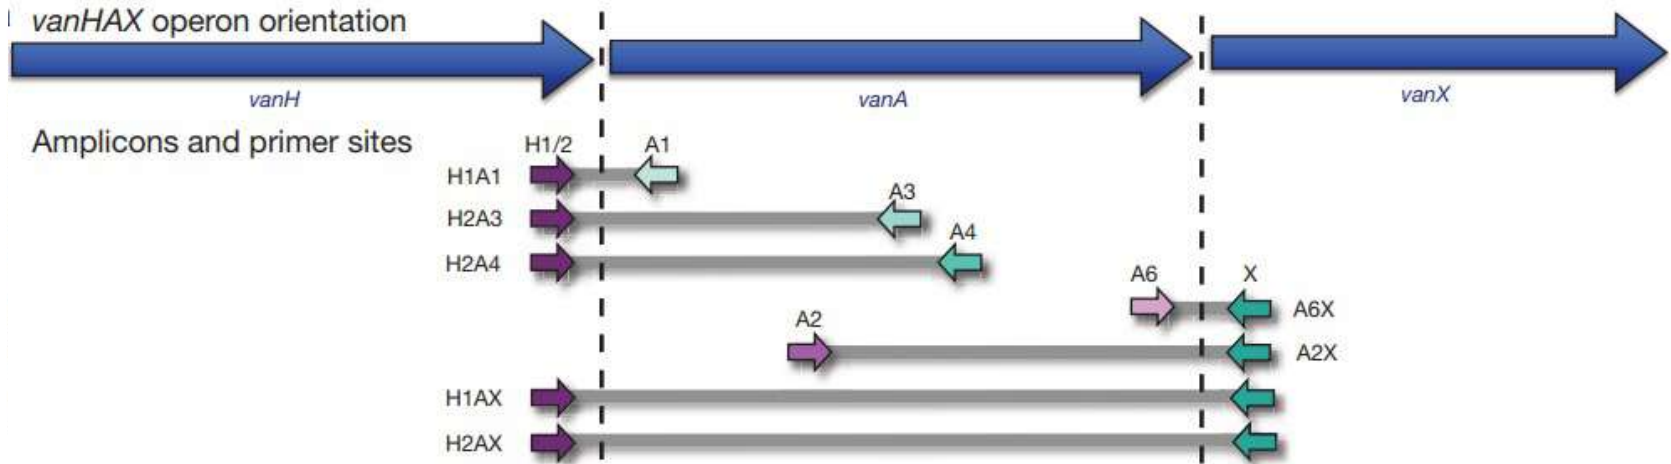 vanHAX operon orientation
vanH
vanA
vanX
Amplicons and primer sites
H1/2
A1
H1A1
A3
H2A3
A4
H2A4
A6
X
A6X
A2
A2X
H1AX
H2AX